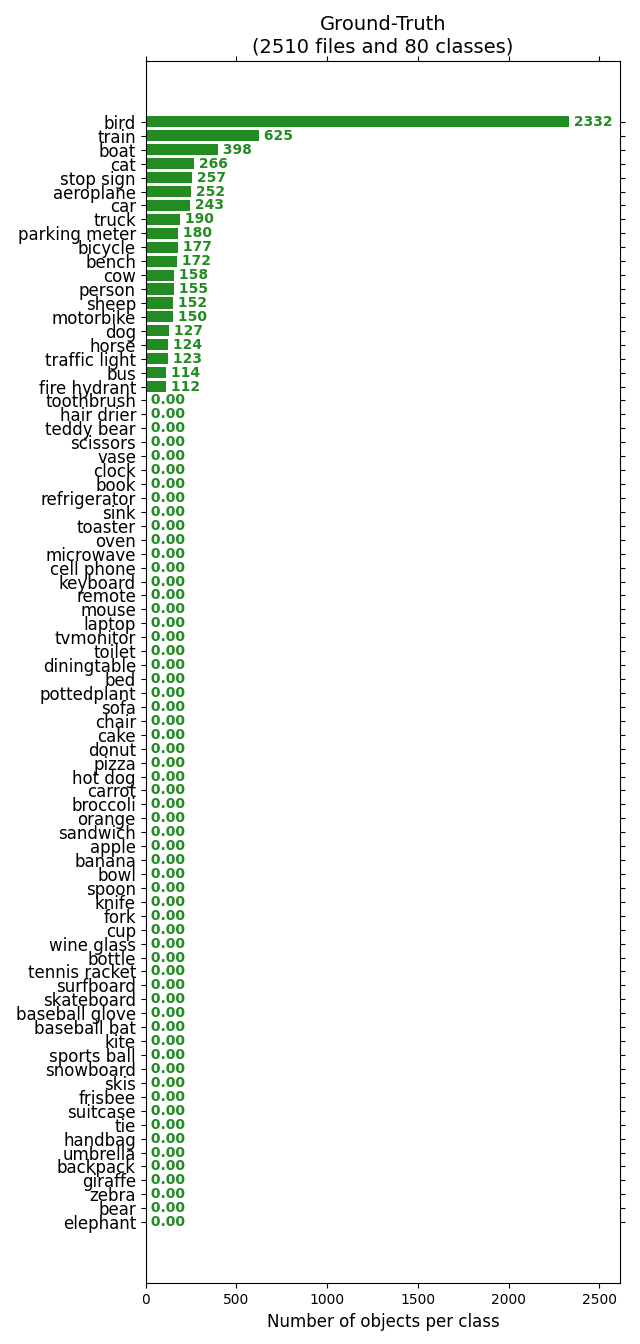 Ground-Truth
(2510 files and 80 classes)
bird 2332
train 625
boat 398
cat 266
stop sign 257
aeroplane 252
car 243
truck 190
parking meter 180
bicycle 177
bench 172
cow 158
person 155
sheep 152
motorbike 150
dog 127
horse 124
traffic light 123
bus 114
fire hydrant 112
toothbrush 0.00
hair drier 0.00
teddy bear 0.00
scissors 0.00
vase 0.00
clock 0.00
book 0.00
refrigerator 0.00
sink 0.00
toaster 0.00
oven 0.00
microwave 0.00
cell phone 0.00
keyboard 0.00
remote 0.00
mouse 0.00
laptop 0.00
tvmonitor 0.00
toilet 0.00
diningtable 0.00
bed 0.00
pottedplant 0.00
sofa 0.00
chair 0.00
cake 0.00
donut 0.00
pizza 0.00
hot dog 0.00
carrot 0.00
broccoli 0.00
orange 0.00
sandwich 0.00
apple 0.00
banana 0.00
bowl 0.00
spoon 0.00
knife 0.00
fork 0.00
cup 0.00
wine glass 0.00
bottle 0.00
tennis racket 0.00
surfboard 0.00
skateboard 0.00
baseball glove 0.00
baseball bat 0.00
kite 0.00
sports ball 0.00
snowboard 0.00
skis 0.00
frisbee 0.00
suitcase 0.00
tie 0.00
handbag 0.00
umbrella 0.00
backpack 0.00
giraffe 0.00
zebra 0.00
bear 0.00
elephant 0.00
0 500 1000 1500 2000 2500
Number of objects per class